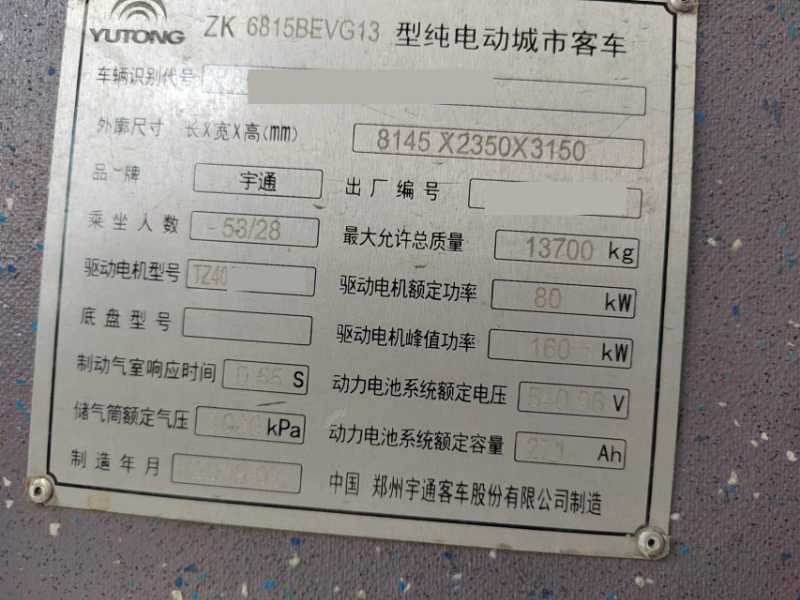 YUTONG ZK 6815BEVG13 型纯电动城市客车
车辆识别代号
外廓尺寸 长X宽X高(mm) 8145X2350X3150
品牌 宇通 出厂编号
乘坐人数 53/28 最大允许总质量 13700 kg
驱动电机型号 TZ40 驱动电机额定功率 80 kW
底盘型号 驱动电机峰值功率 160 kW
制动气室响应时间 S 动力电池系统额定电压 V
储气筒额定气压 kPa 动力电池系统额定容量 Ah
制造年月 中国 郑州宇通客车股份有限公司制造